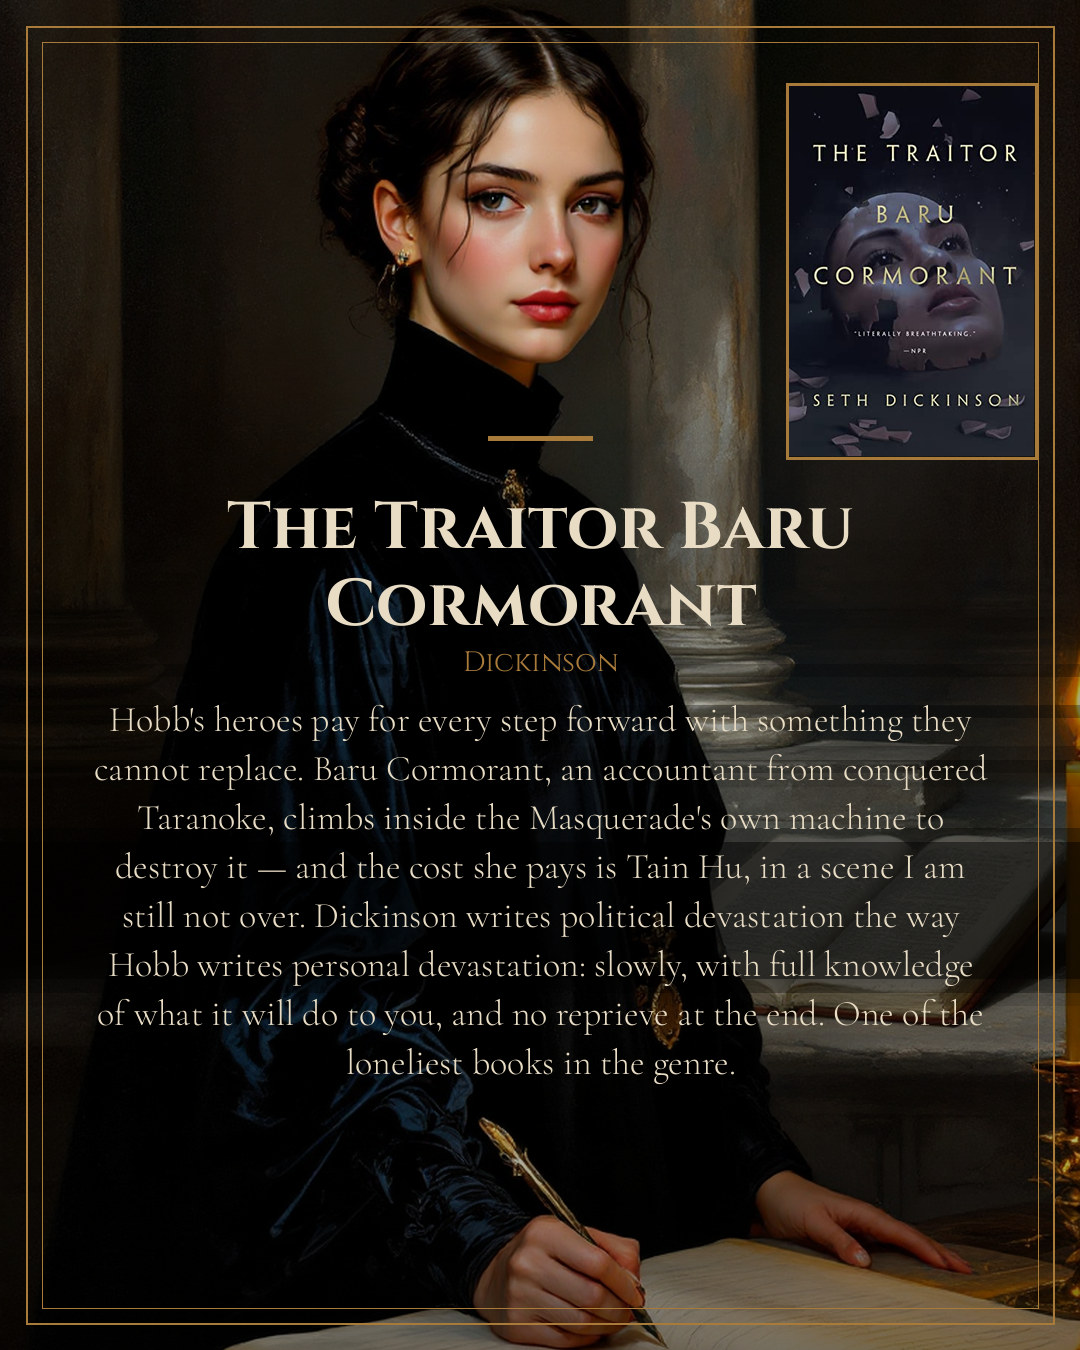 THE TRAITOR
BARU
CORMORANT
"LITERALLY BREATHTAKING."
—NPR
SETH DICKINSON
The Traitor Baru
Cormorant
Dickinson
Hobb's heroes pay for every step forward with something they
cannot replace. Baru Cormorant, an accountant from conquered
Taranoke, climbs inside the Masquerade's own machine to
destroy it — and the cost she pays is Tain Hu, in a scene I am
still not over. Dickinson writes political devastation the way
Hobb writes personal devastation: slowly, with full knowledge
of what it will do to you, and no reprieve at the end. One of the
loneliest books in the genre.